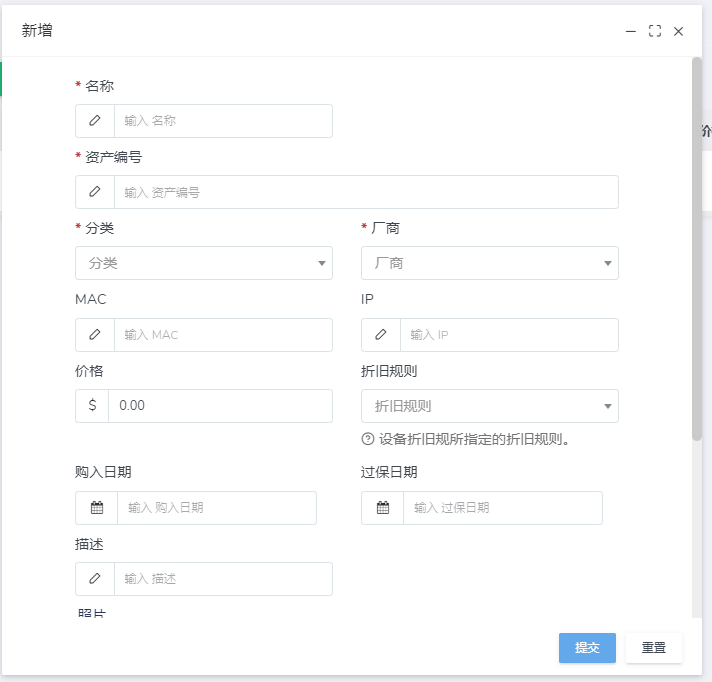 新增
* 名称
输入 名称
* 资产编号
输入 资产编号
* 分类 * 厂商
分类 厂商
MAC IP
输入 MAC 输入 IP
价格 折旧规则
$ 0.00 折旧规则
设备折旧规所指定的折旧规则。
购入日期 过保日期
输入 购入日期 输入 过保日期
描述
输入 描述
照片
提交 重置